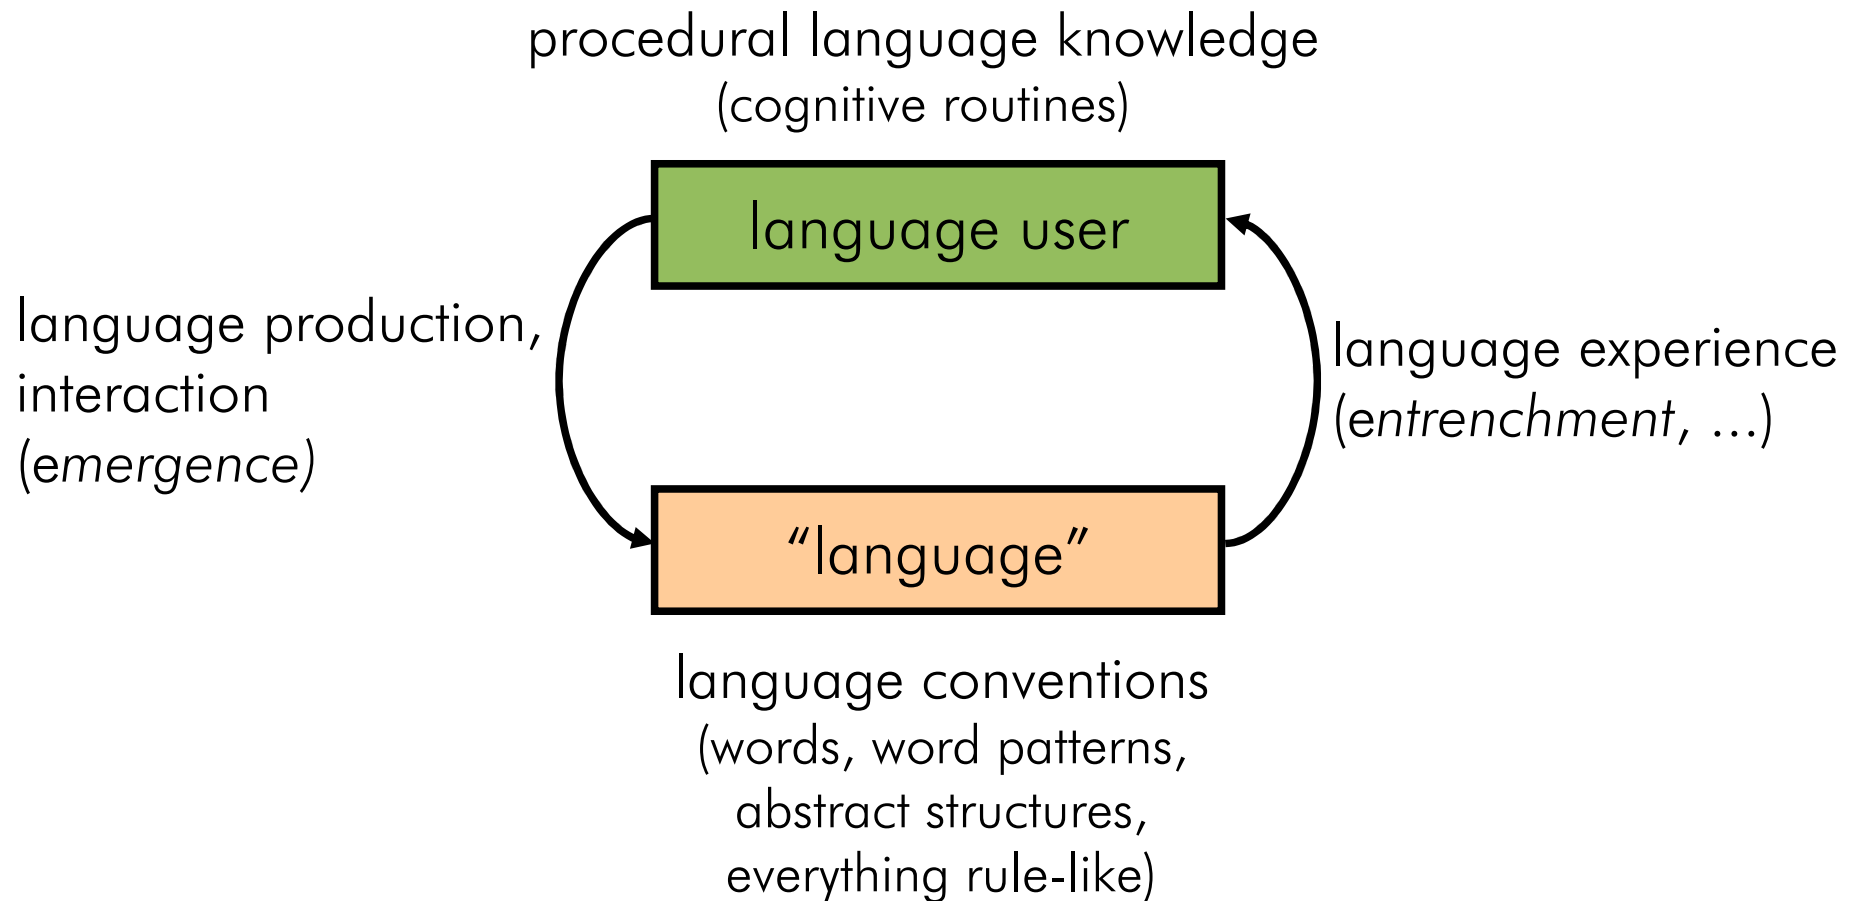 procedural language knowledge
(cognitive routines)
language user
language production,
interaction
(emergence)
language experience
(entrenchment, ...)
“language”
language conventions
(words, word patterns,
abstract structures,
everything rule-like)